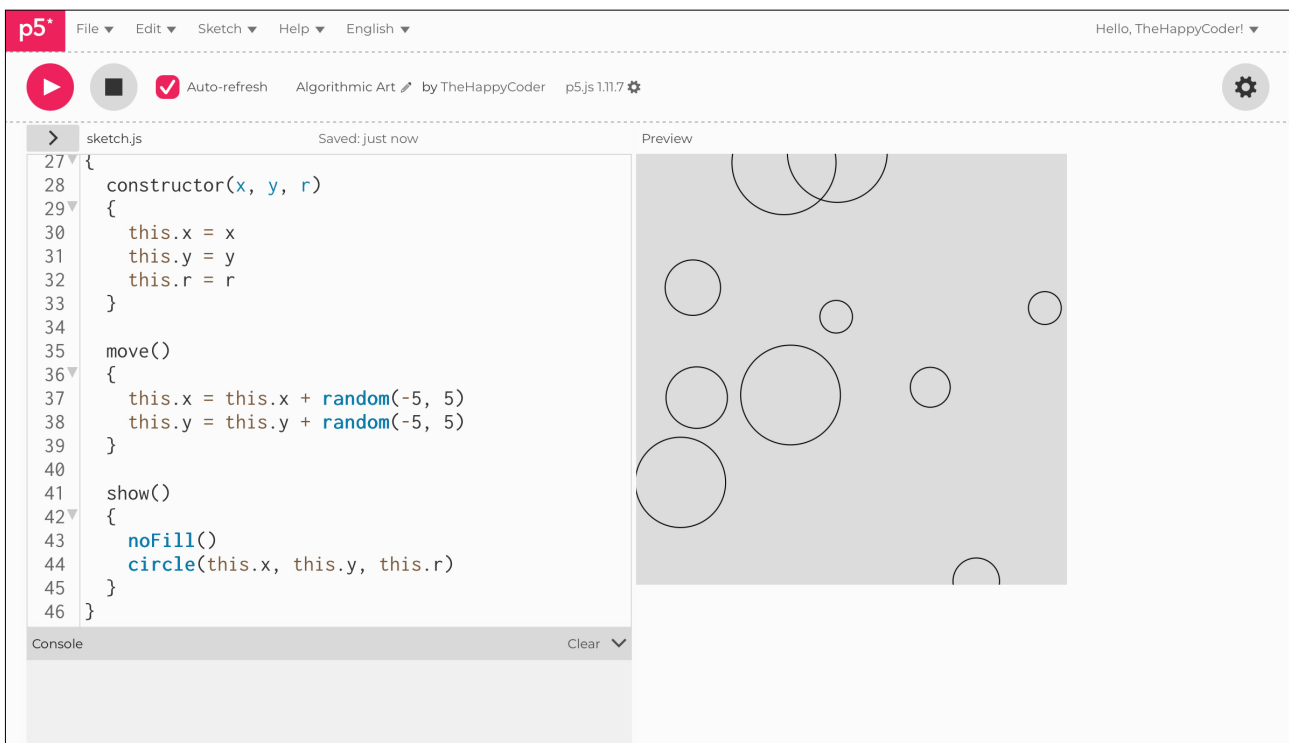 p5* File Edit Sketch Help English Hello, TheHappyCoder!
Auto-refresh Algorithmic Art by TheHappyCoder p5.js 1.11.7
sketch.js Saved: just now Preview
27 {
28 constructor(x, y, r)
29 {
30 this.x = x
31 this.y = y
32 this.r = r
33 }
34
35 move()
36 {
37 this.x = this.x + random(-5, 5)
38 this.y = this.y + random(-5, 5)
39 }
40
41 show()
42 {
43 noFill()
44 circle(this.x, this.y, this.r)
45 }
46 }
Console Clear